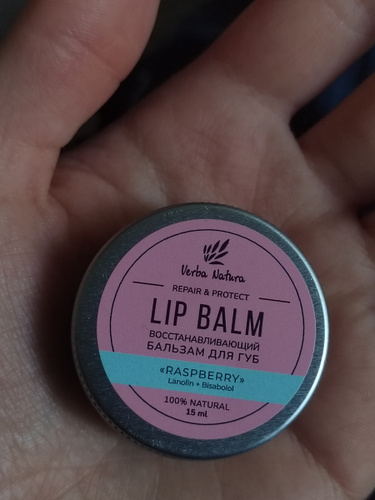 Verba Natura
REPAIR & PROTECT
LIP BALM
ВОССТАНАВЛИВАЮЩИЙ
БАЛЬЗАМ ДЛЯ ГУБ
«RASPBERRY»
Lanolin + Bisabolol
100% NATURAL
15 ml